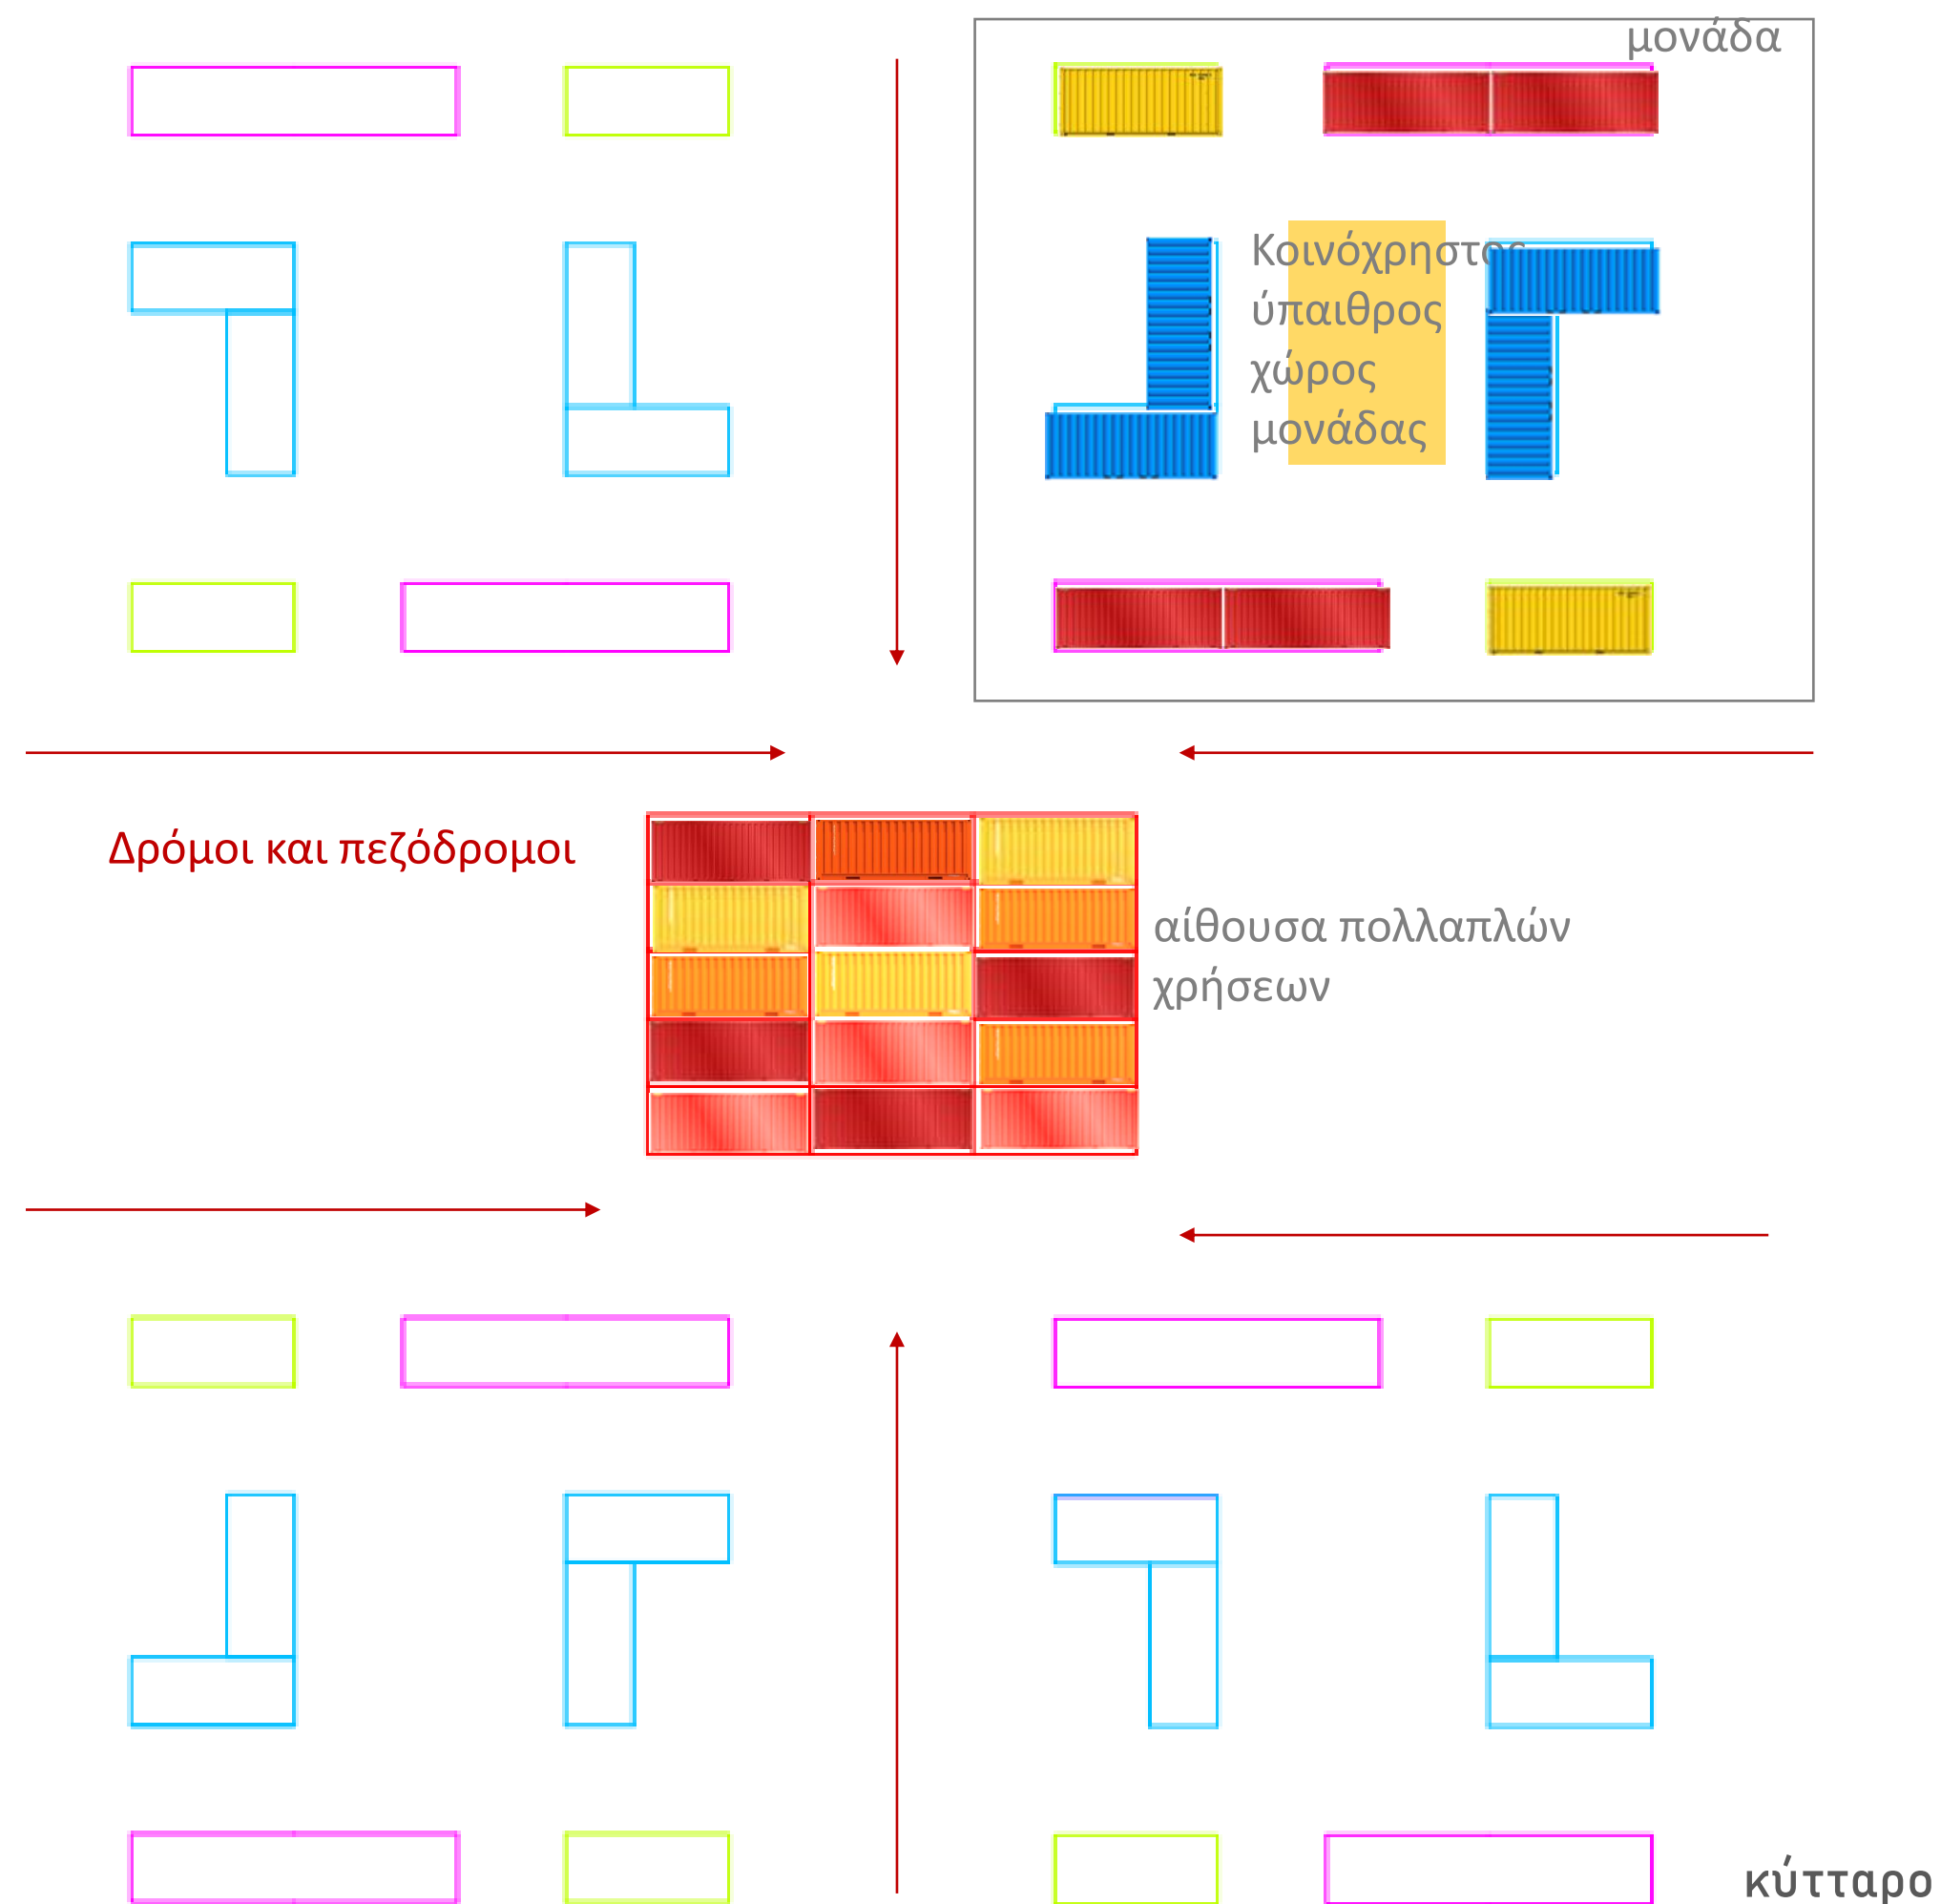 μονάδα
Κοινόχρηστος
ύπαιθρος
χώρος
μονάδας
Δρόμοι και πεζόδρομοι
αίθουσα πολλαπλών
χρήσεων
κύτταρο